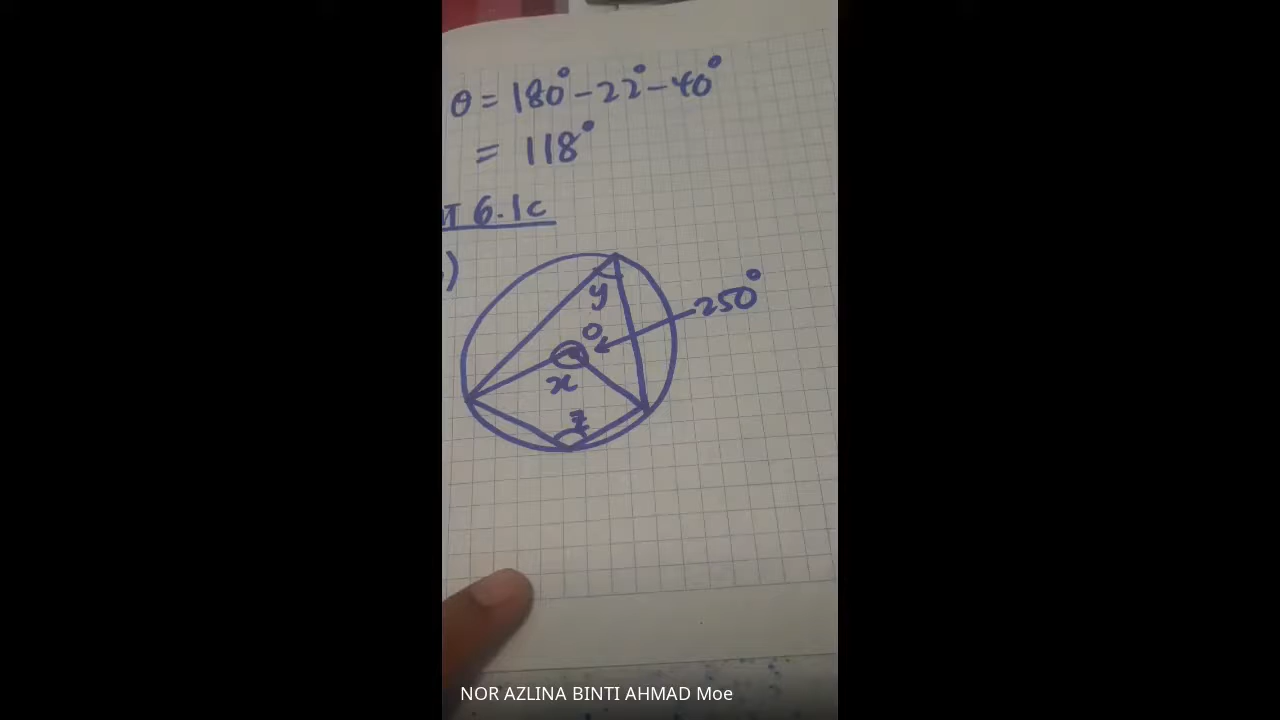 θ = 180° - 22° - 40°
= 118°
6.1c
)
y
250°
O
x
z
NOR AZLINA BINTI AHMAD Moe